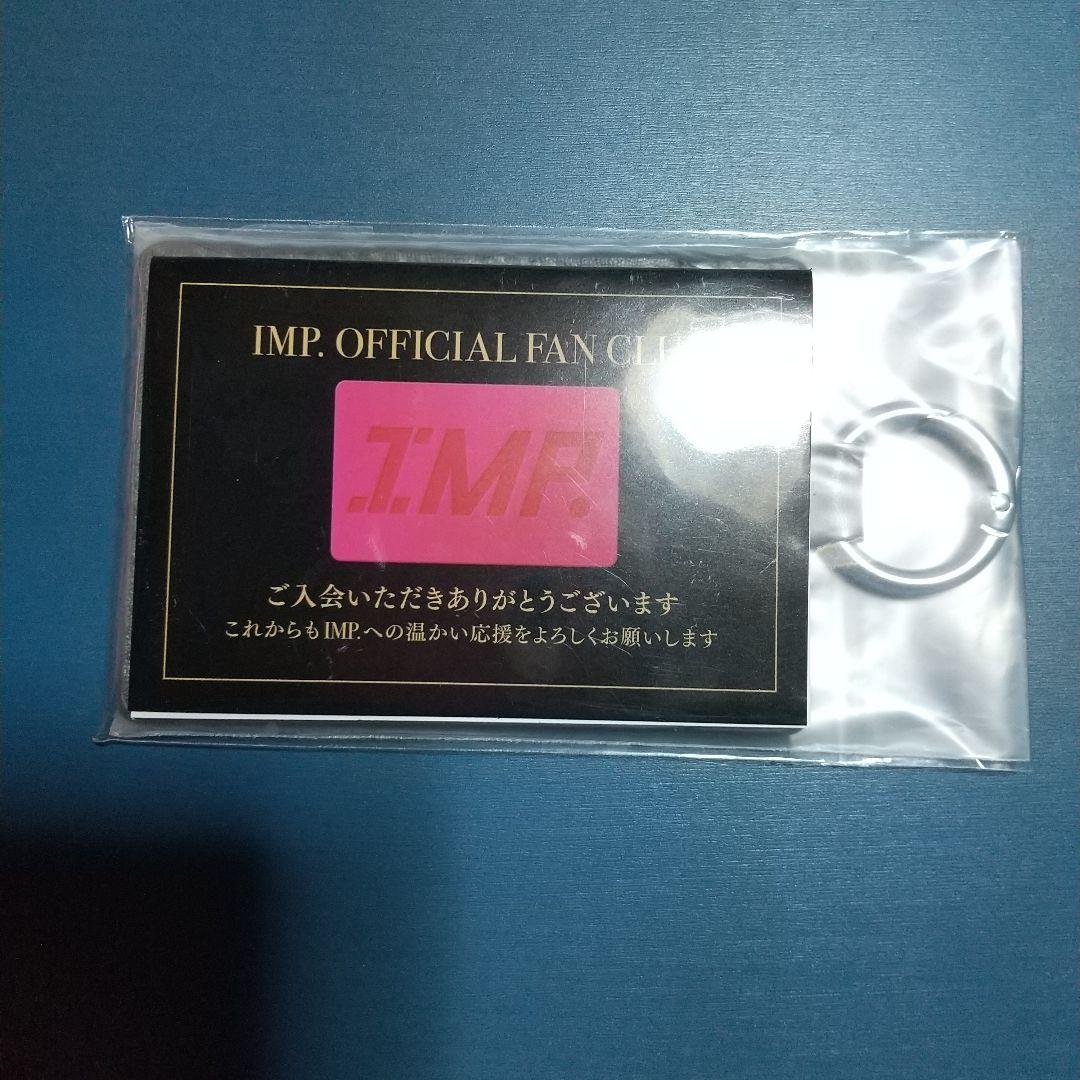 IMP. OFFICIAL FAN CLU
IMP.
ご入会いただきありがとうございます
これからもIMP.への温かい応援をよろしくお願いします